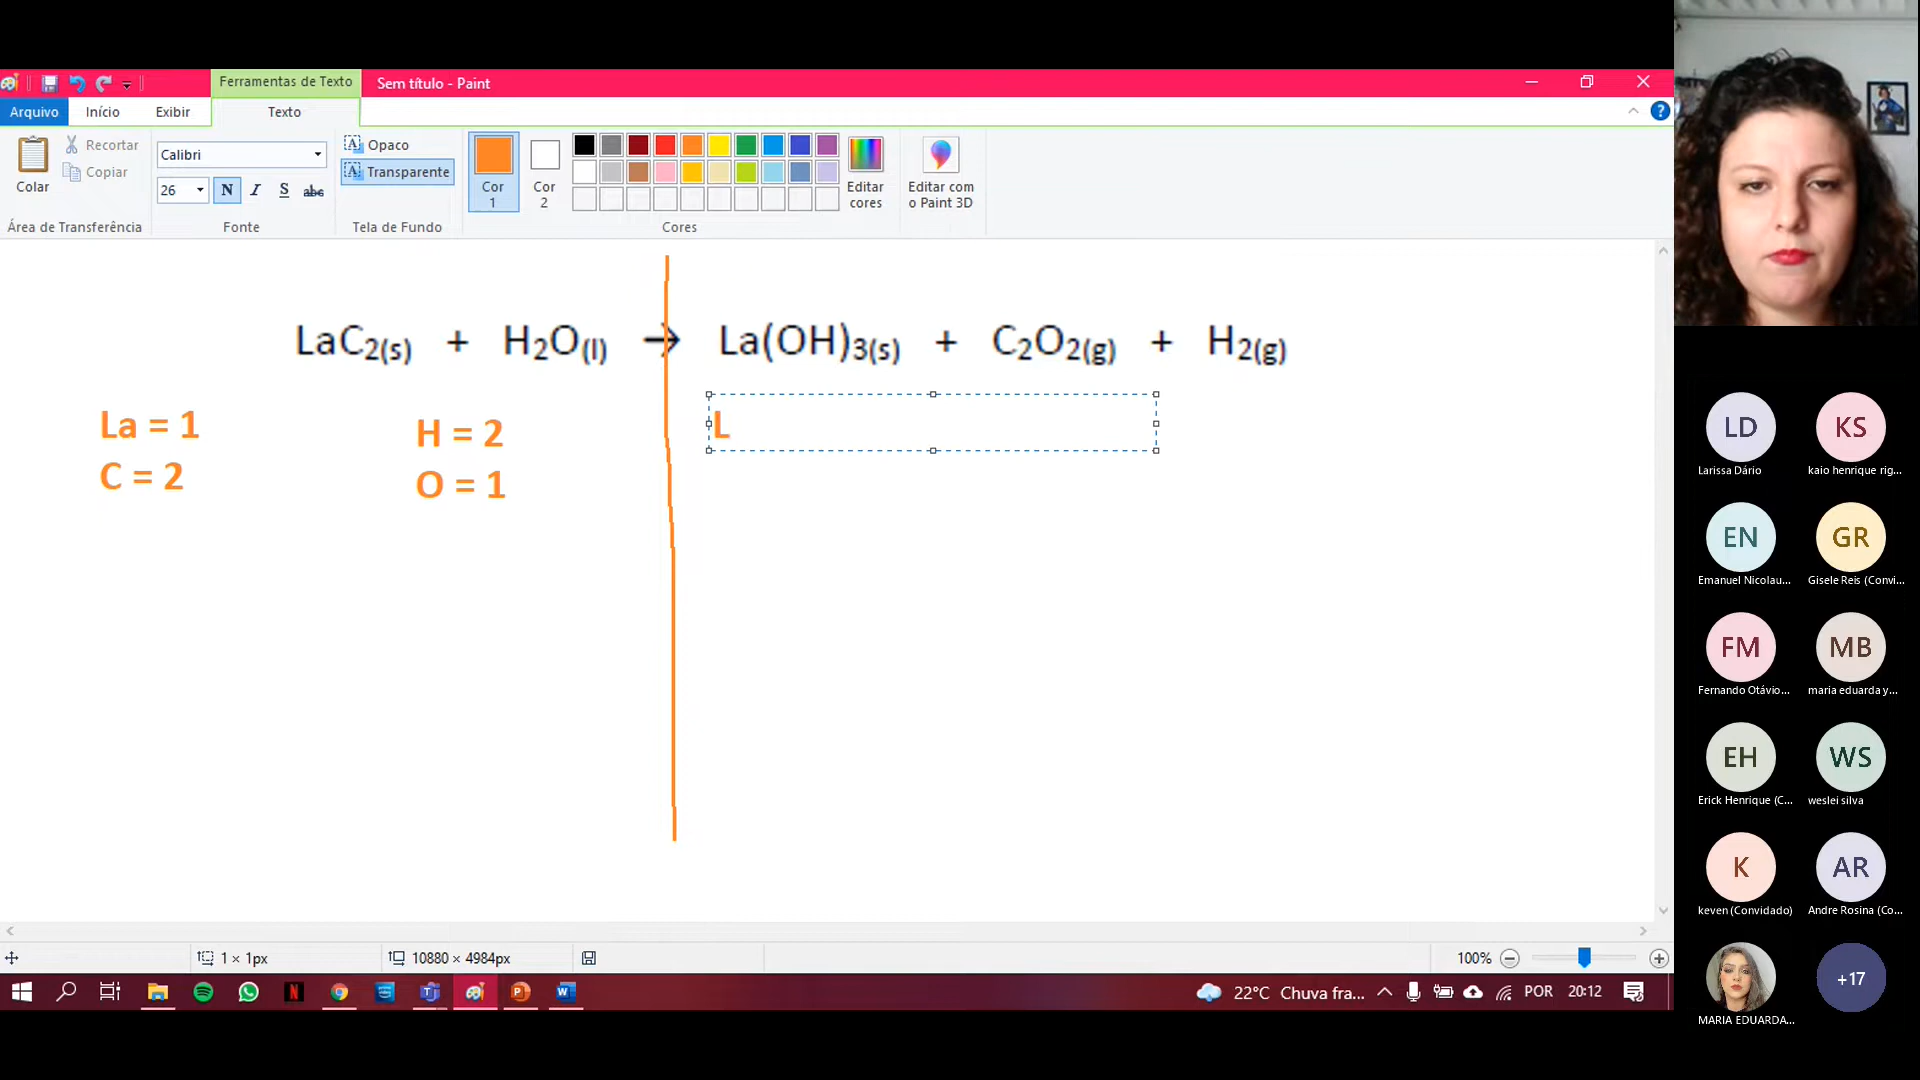 Ferramentas de Texto
Sem título - Paint
Arquivo
Início
Exibir
Texto
Colar
Recortar
Copiar
Área de Transferência
Calibri
26
N I S abc
Fonte
Opaco
Transparente
Tela de Fundo
Cor 1
Cor 2
Cores
Editar cores
Editar com o Paint 3D
LaC2(s) + H2O(l) → La(OH)3(s) + C2O2(g) + H2(g)
La = 1
C = 2
H = 2
O = 1
L
1 × 1px
10880 × 4984px
100%
22°C Chuva fra...
POR
20:12
LD
Larissa Dário
KS
kaio henrique rig...
EN
Emanuel Nicolau...
GR
Gisele Reis (Convi...
FM
Fernando Otávio...
MB
maria eduarda y...
EH
Erick Henrique (C...
WS
weslei silva
K
keven (Convidado)
AR
Andre Rosina (Co...
MARIA EDUARDA...
+17